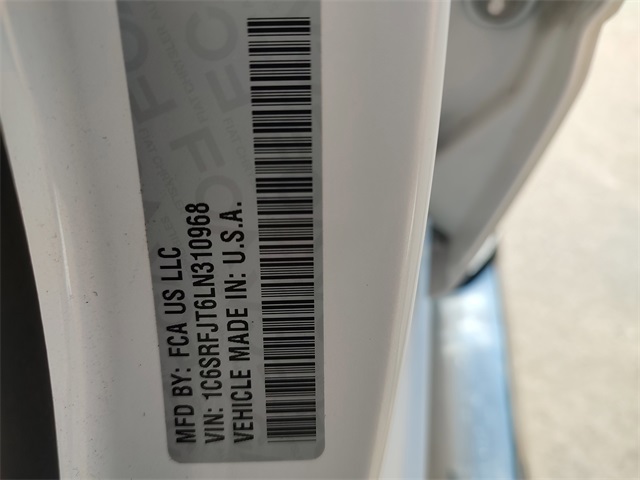 MFD BY: FCA US LLC
VIN: 1C6SRFJT6LN310968
VEHICLE MADE IN: U.S.A.